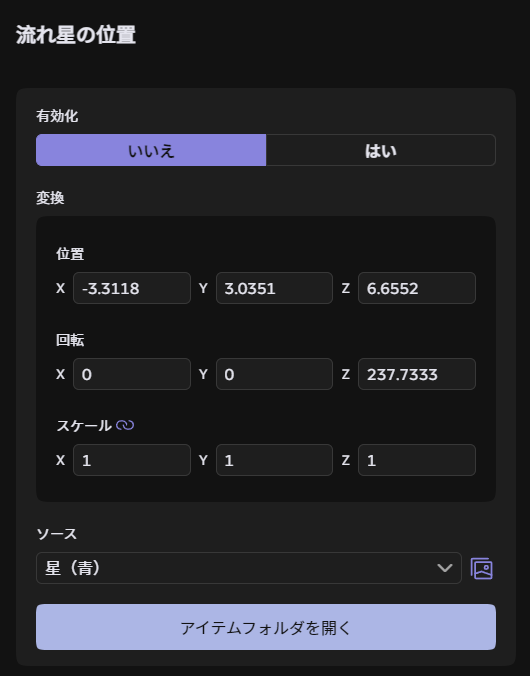 流れ星の位置
有効化
いいえ はい
変換
位置
X -3.3118 Y 3.0351 Z 6.6552
回転
X 0 Y 0 Z 237.7333
スケール
X 1 Y 1 Z 1
ソース
星（青）
アイテムフォルダを開く